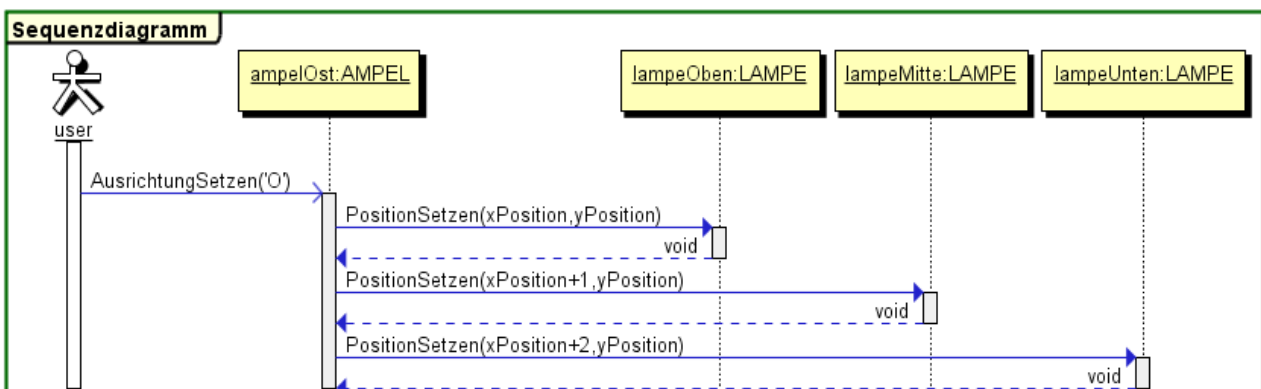 Sequenzdiagramm
ampelOst:AMPEL
lampeOben:LAMPE
lampeMitte:LAMPE
lampeUnten:LAMPE
user
AusrichtungSetzen('O')
PositionSetzen(xPosition,yPosition)
void
PositionSetzen(xPosition+1,yPosition)
void
PositionSetzen(xPosition+2,yPosition)
void